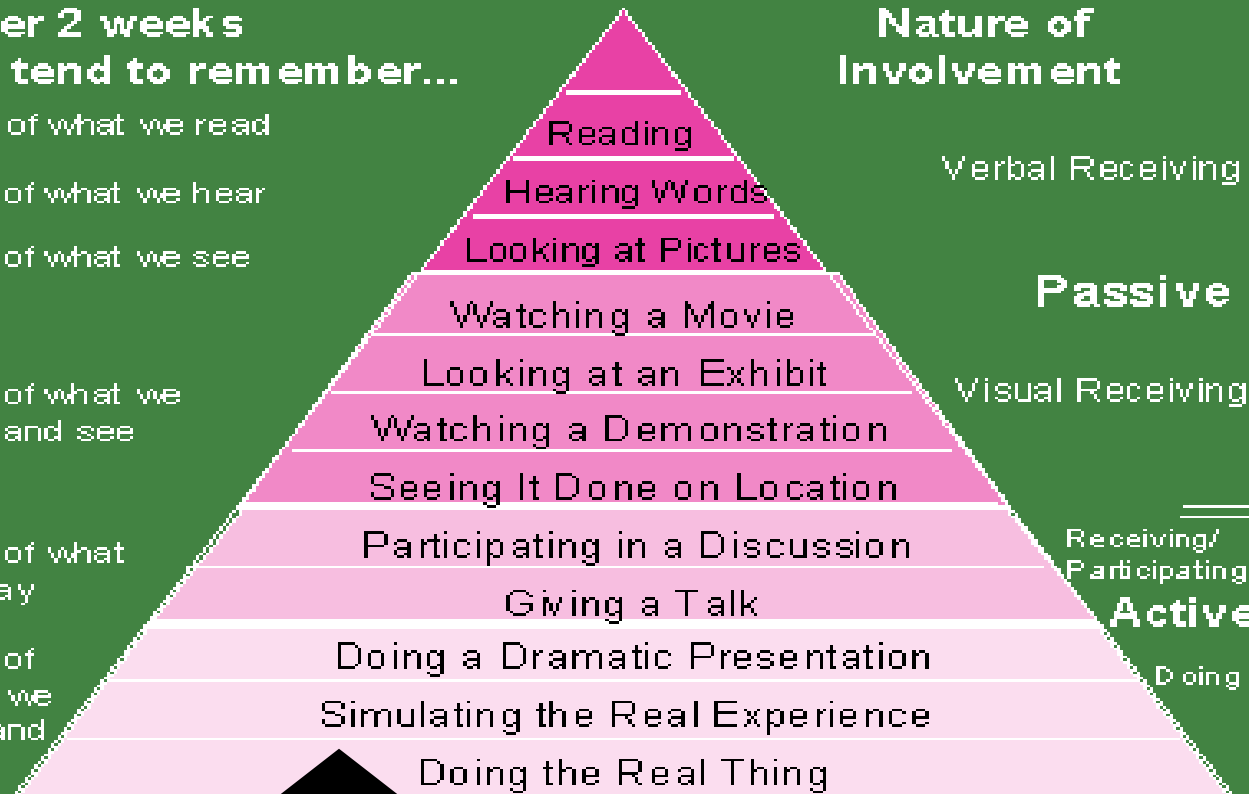 er 2 weeks
tend to remember...
of what we read
of what we hear
of what we see
of what we
and see
of what
ay
of
we
and
Reading
Hearing Words
Looking at Pictures
Watching a Movie
Looking at an Exhibit
Watching a Demonstration
Seeing It Done on Location
Participating in a Discussion
Giving a Talk
Doing a Dramatic Presentation
Simulating the Real Experience
Doing the Real Thing
Nature of
Involvement
Verbal Receiving
Passive
Visual Receiving
Receiving/
Participating
Active
Doing